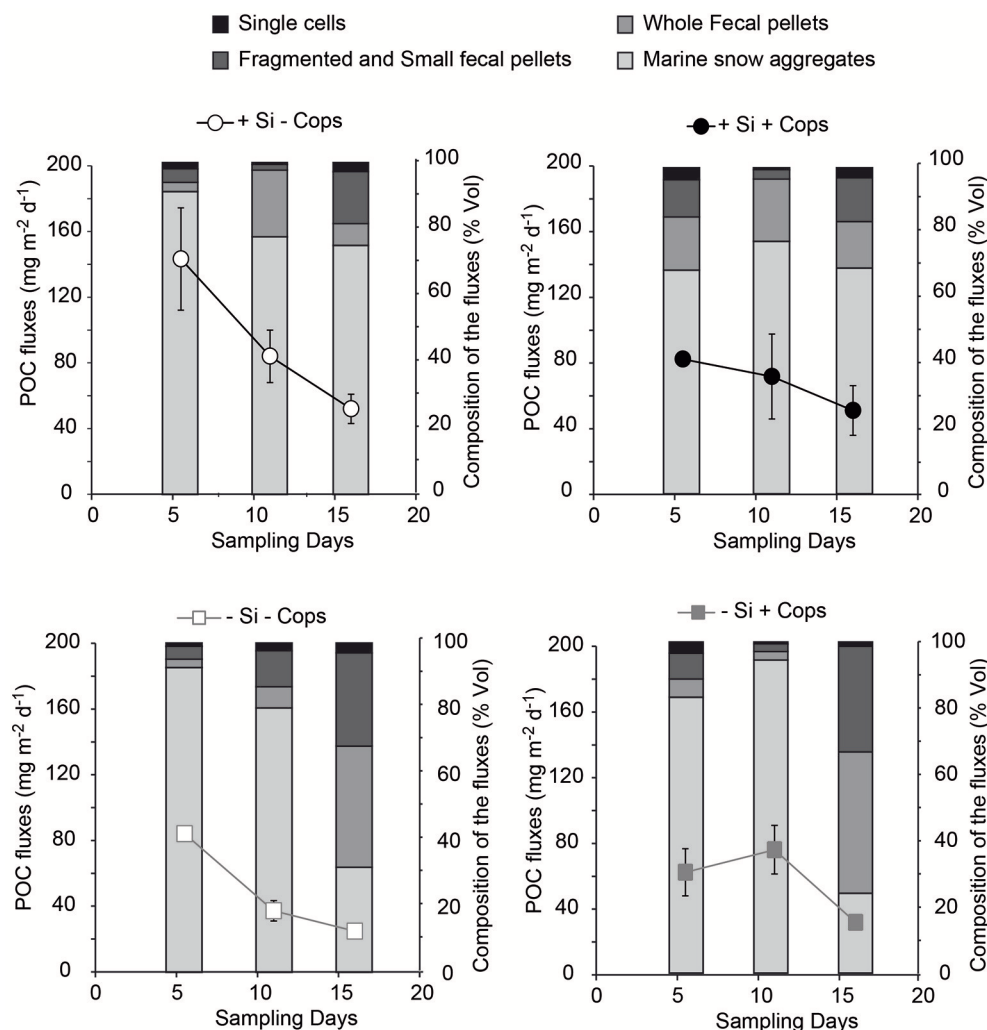 Single cells
Whole Fecal pellets
Fragmented and Small fecal pellets
Marine snow aggregates
+ Si - Cops
POC fluxes (mg m⁻² d⁻¹)
200
160
120
80
40
0
100
80
60
40
20
0
Composition of the fluxes (% Vol)
0 5 10 15 20
Sampling Days
+ Si + Cops
POC fluxes (mg m⁻² d⁻¹)
200
160
120
80
40
0
100
80
60
40
20
0
Composition of the fluxes (% Vol)
0 5 10 15 20
Sampling Days
- Si - Cops
POC fluxes (mg m⁻² d⁻¹)
200
160
120
80
40
0
100
80
60
40
20
0
Composition of the fluxes (% Vol)
0 5 10 15 20
Sampling Days
- Si + Cops
POC fluxes (mg m⁻² d⁻¹)
200
160
120
80
40
0
100
80
60
40
20
0
Composition of the fluxes (% Vol)
0 5 10 15 20
Sampling Days